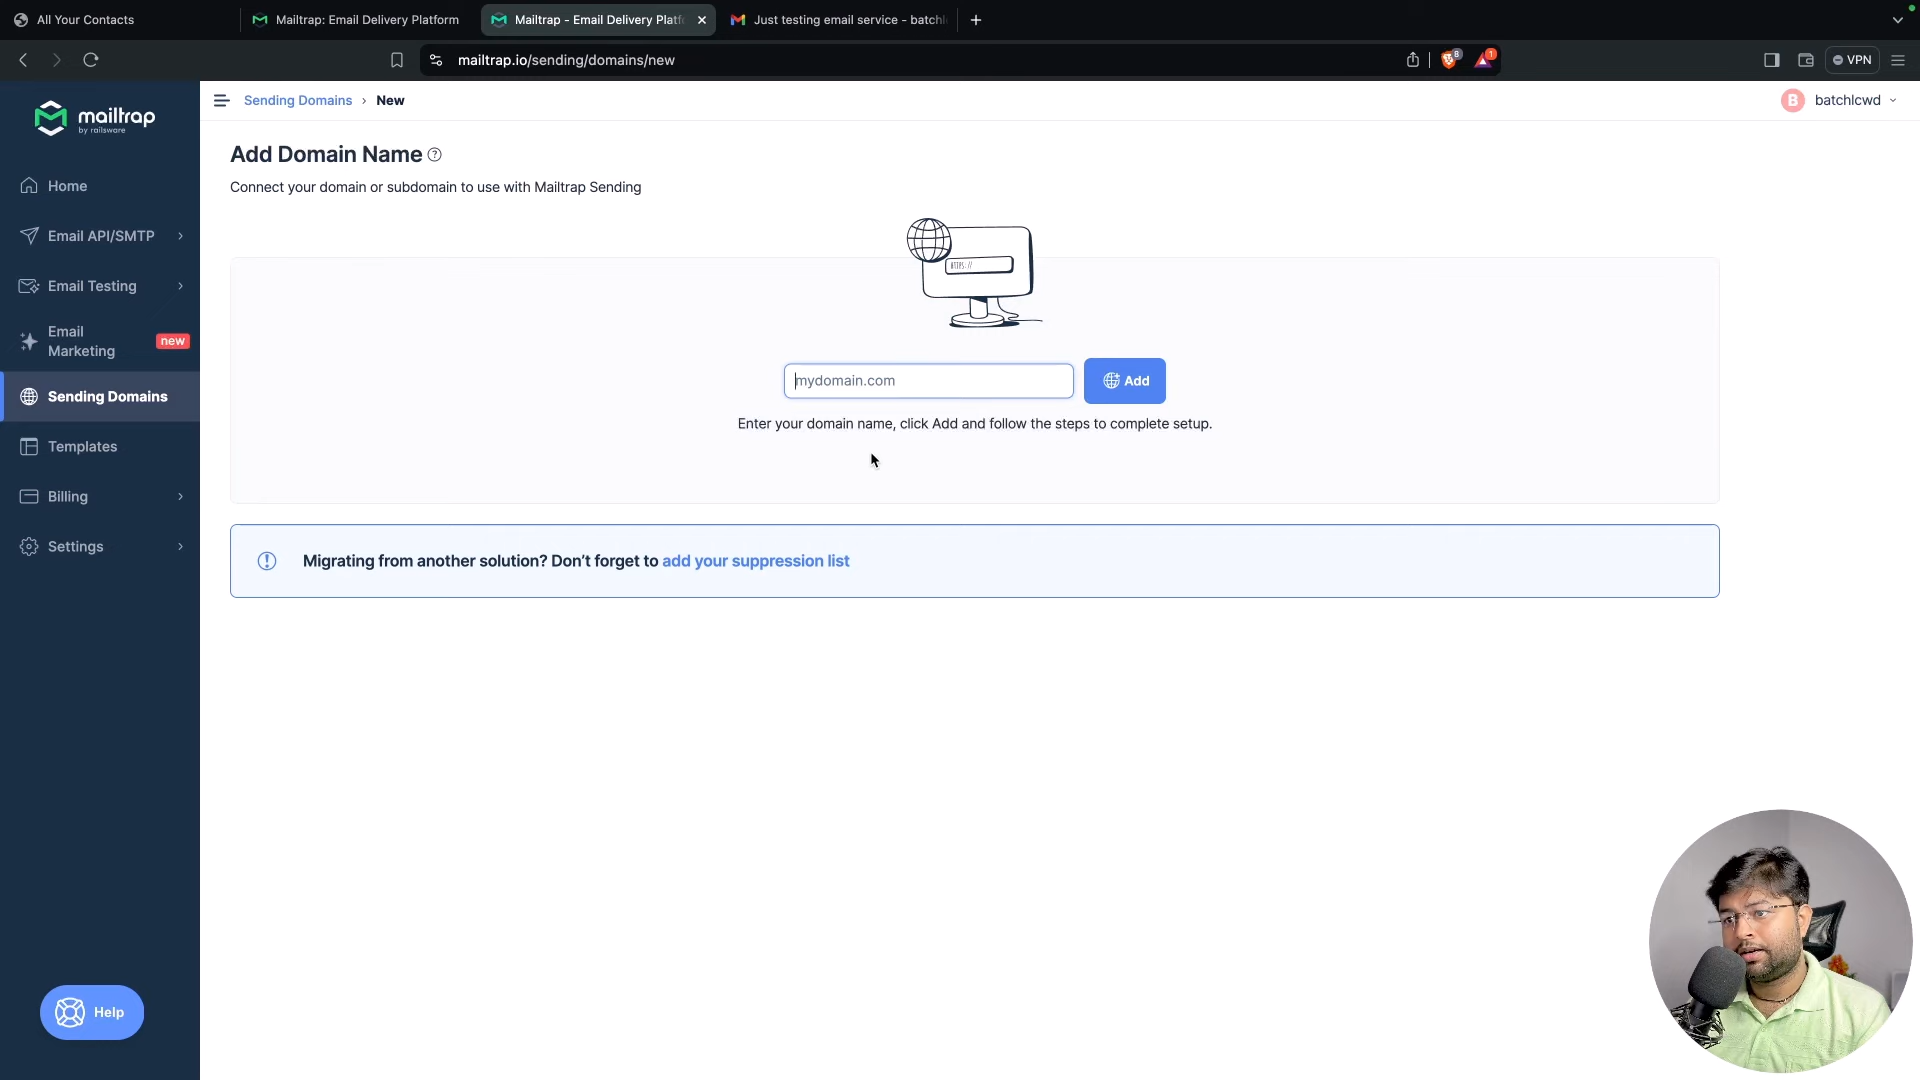 All Your Contacts
Mailtrap: Email Delivery Platform
Mailtrap - Email Delivery Platf
Just testing email service - batchl
mailtrap.io/sending/domains/new
8
1
VPN
mailtrap
by railsware
Sending Domains › New
batchlcwd
Home
Email API/SMTP
Email Testing
Email
Marketing
new
Sending Domains
Templates
Billing
Settings
Help
Add Domain Name
Connect your domain or subdomain to use with Mailtrap Sending
HTTPS://
mydomain.com
Add
Enter your domain name, click Add and follow the steps to complete setup.
Migrating from another solution? Don’t forget to add your suppression list